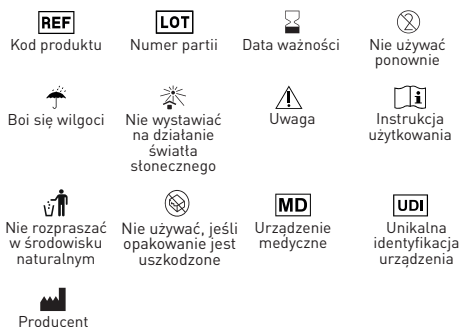 REF
LOT
Kod produktu
Numer partii
Data ważności
Nie używać
ponownie
Boi się wilgoci
Nie wystawiać
na działanie
światła
słonecznego
Uwaga
Instrukcja
użytkowania
Nie rozpraszać
w środowisku
naturalnym
Nie używać, jeśli
opakowanie jest
uszkodzone
MD
Urządzenie
medyczne
UDI
Unikalna
identyfikacja
urządzenia
Producent